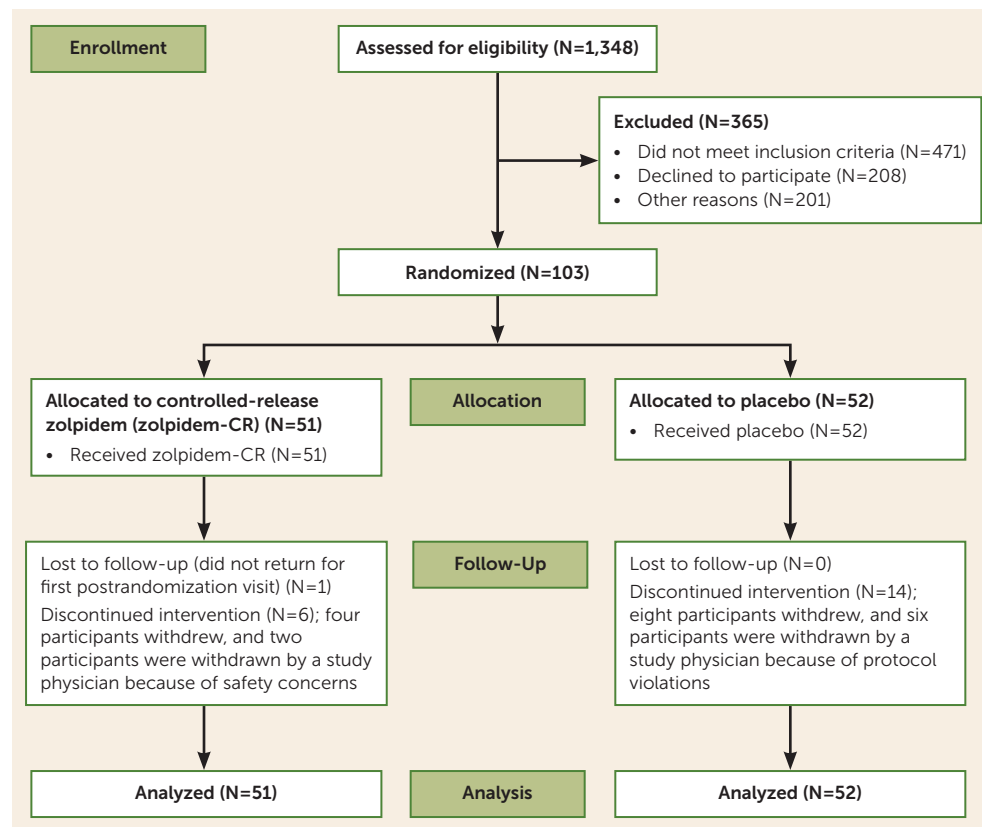 Enrollment
Assessed for eligibility (N=1,348)
Excluded (N=365)
• Did not meet inclusion criteria (N=471)
• Declined to participate (N=208)
• Other reasons (N=201)
Randomized (N=103)
Allocated to controlled-release
zolpidem (zolpidem-CR) (N=51)
• Received zolpidem-CR (N=51)
Allocation
Allocated to placebo (N=52)
• Received placebo (N=52)
Lost to follow-up (did not return for
first postrandomization visit) (N=1)
Discontinued intervention (N=6); four
participants withdrew, and two
participants were withdrawn by a study
physician because of safety concerns
Follow-Up
Lost to follow-up (N=0)
Discontinued intervention (N=14);
eight participants withdrew, and six
participants were withdrawn by a
study physician because of protocol
violations
Analyzed (N=51)
Analysis
Analyzed (N=52)